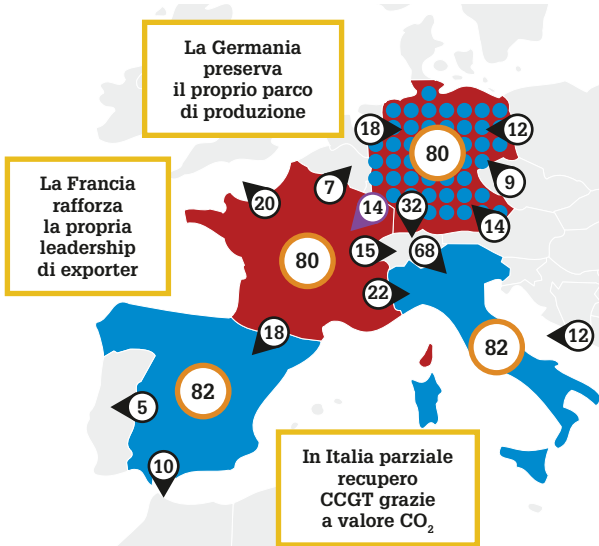 La Germania
preserva
il proprio parco
di produzione
18
12
80
9
La Francia
rafforza
la propria
leadership
di exporter
20
7
14
32
14
15
68
80
22
18
12
82
82
5
10
In Italia parziale
recupero
CCGT grazie
a valore CO₂